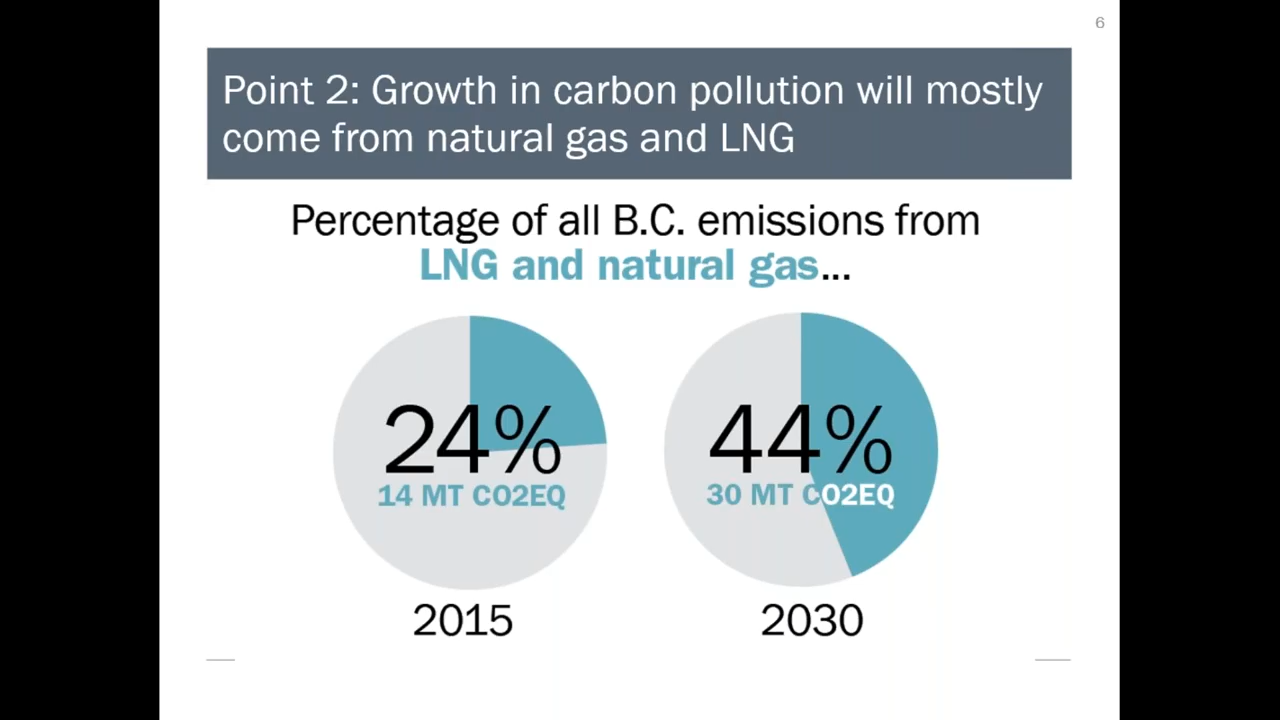 6
Point 2: Growth in carbon pollution will mostly
come from natural gas and LNG
Percentage of all B.C. emissions from
LNG and natural gas...
24%
14 MT CO2EQ
2015
44%
30 MT CO2EQ
2030